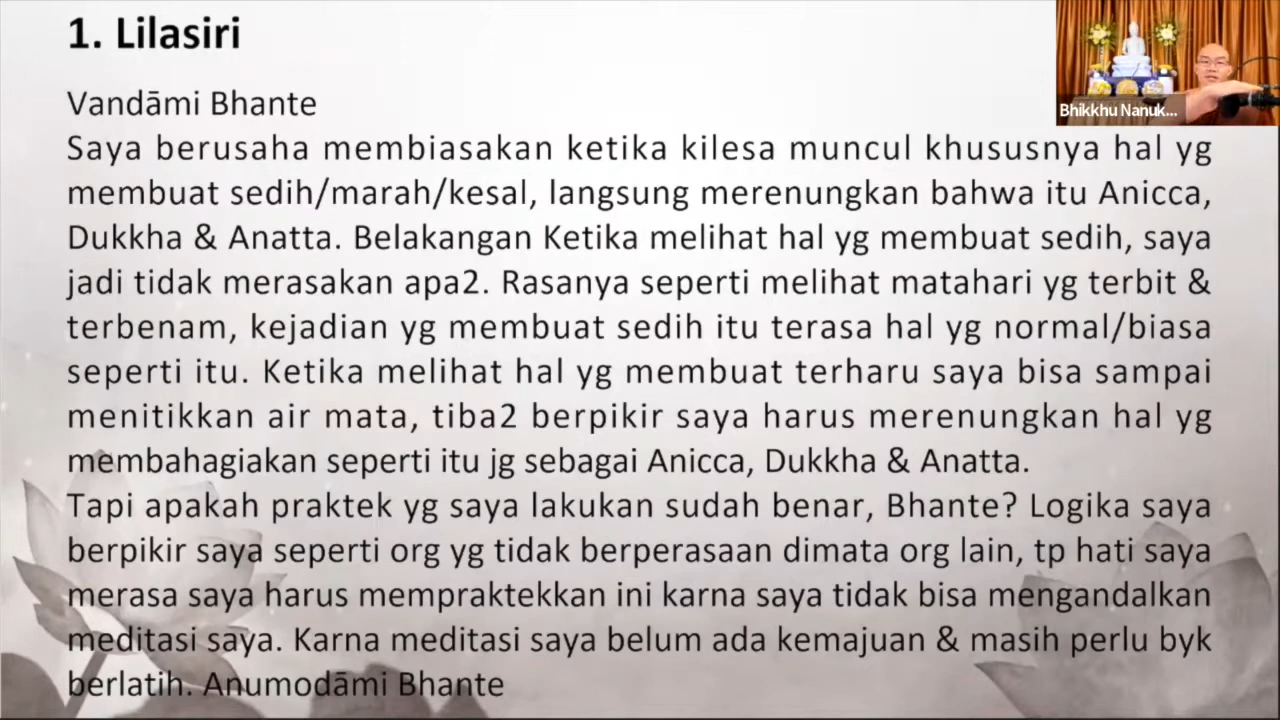 1. Lilasiri
Bhikkhu Nanuk...
Vandāmi Bhante
Saya berusaha membiasakan ketika kilesa muncul khususnya hal yg
membuat sedih/marah/kesal, langsung merenungkan bahwa itu Anicca,
Dukkha & Anatta. Belakangan Ketika melihat hal yg membuat sedih, saya
jadi tidak merasakan apa2. Rasanya seperti melihat matahari yg terbit &
terbenam, kejadian yg membuat sedih itu terasa hal yg normal/biasa
seperti itu. Ketika melihat hal yg membuat terharu saya bisa sampai
menitikkan air mata, tiba2 berpikir saya harus merenungkan hal yg
membahagiakan seperti itu jg sebagai Anicca, Dukkha & Anatta.
Tapi apakah praktek yg saya lakukan sudah benar, Bhante? Logika saya
berpikir saya seperti org yg tidak berperasaan dimata org lain, tp hati saya
merasa saya harus mempraktekkan ini karna saya tidak bisa mengandalkan
meditasi saya. Karna meditasi saya belum ada kemajuan & masih perlu byk
berlatih. Anumodāmi Bhante